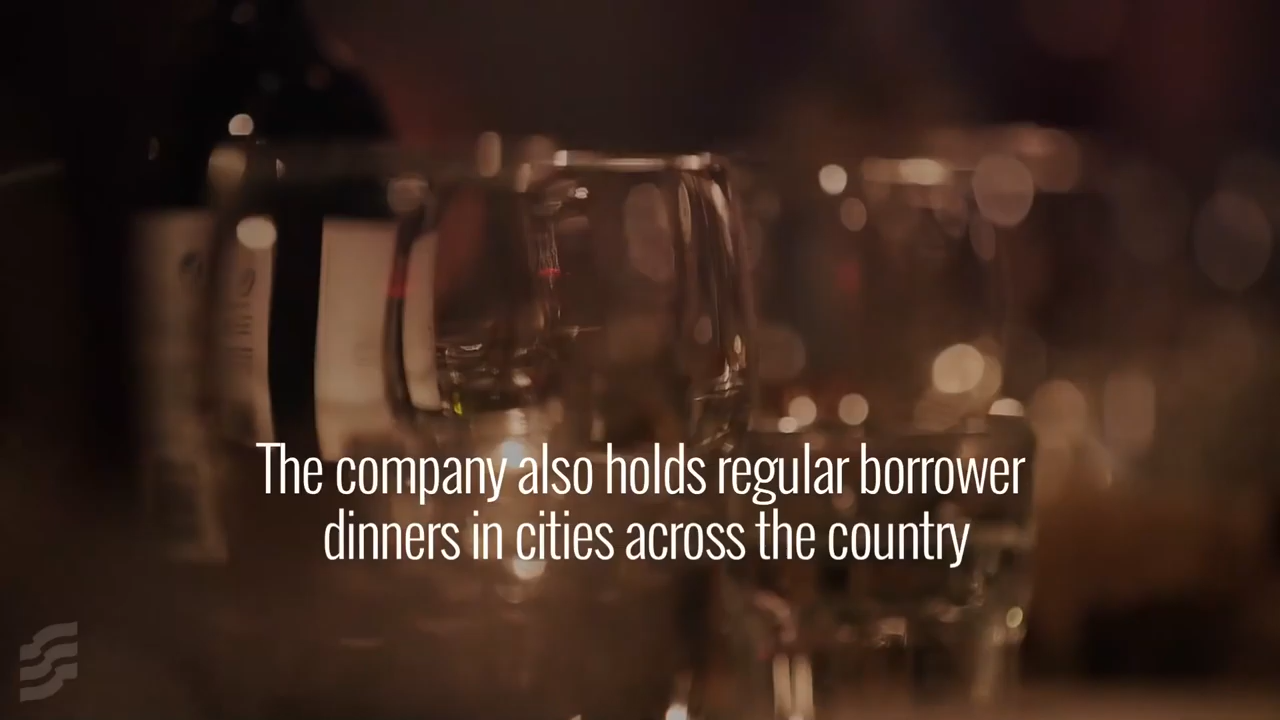 The company also holds regular borrower
dinners in cities across the country